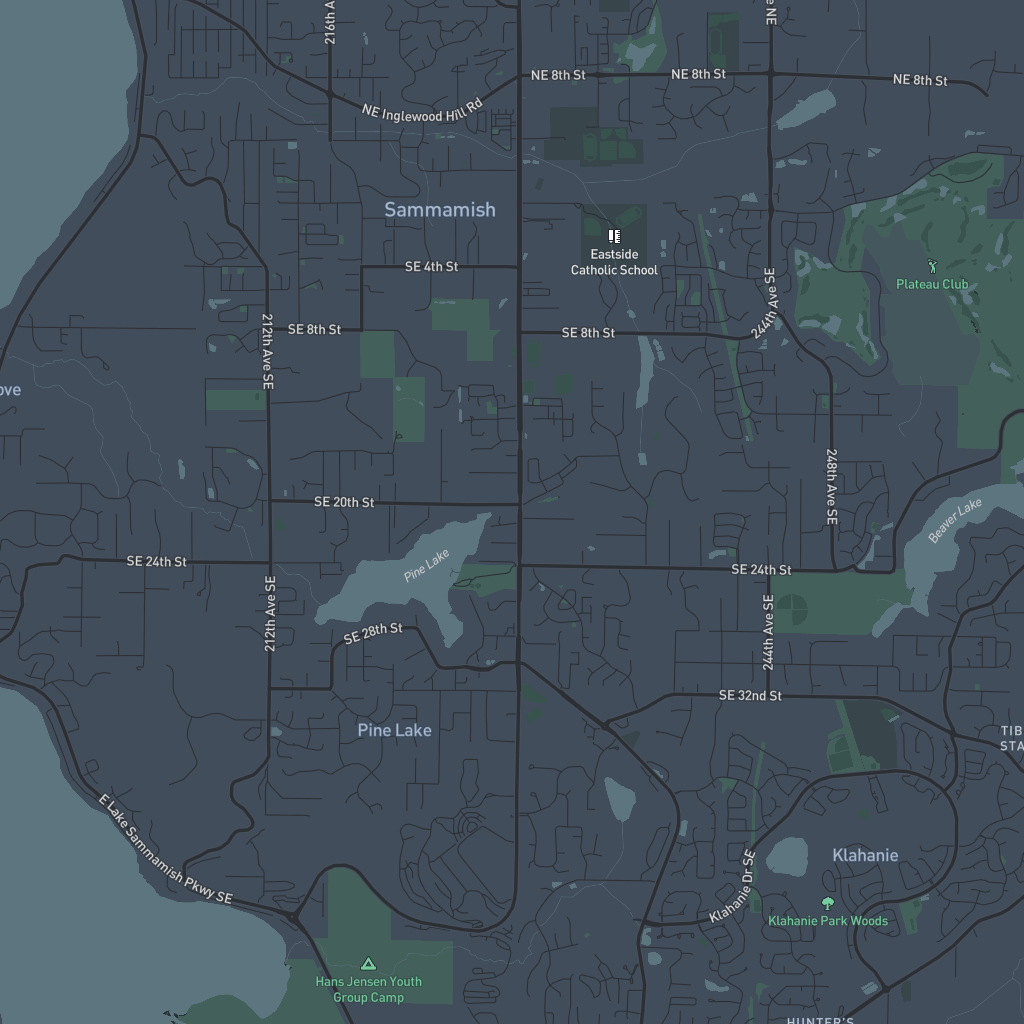 216th A
NE
NE 8th St
NE 8th St
NE 8th St
NE Inglewood Hill Rd
Sammamish
Eastside
Catholic School
SE 4th St
Plateau Club
244th Ave SE
212th Ave SE
SE 8th St
SE 8th St
ove
248th Ave SE
SE 20th St
Beaver Lake
Pine Lake
SE 24th St
SE 24th St
212th Ave SE
244th Ave SE
SE 28th St
SE 32nd St
Pine Lake
TIB
STA
E Lake Sammamish Pkwy SE
Klahanie Dr SE
Klahanie
Klahanie Park Woods
Hans Jensen Youth
Group Camp
HUNTER'S